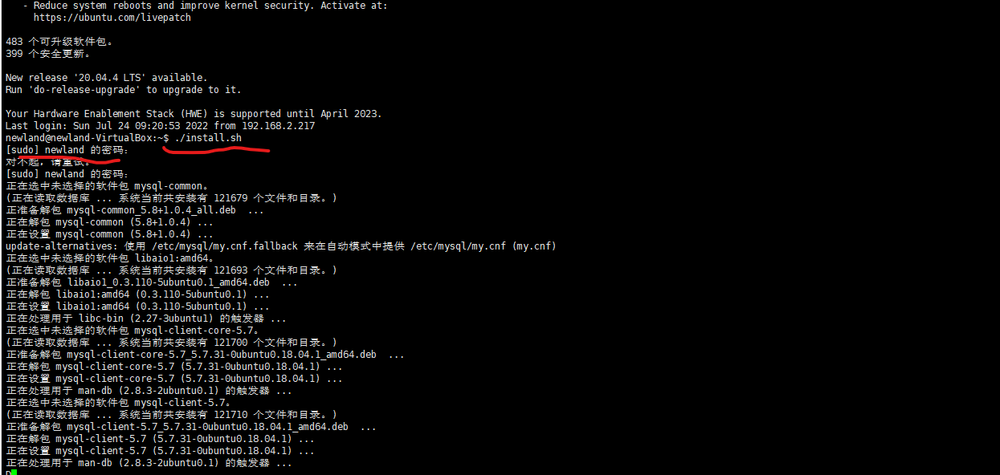 - Reduce system reboots and improve kernel security. Activate at:
https://ubuntu.com/livepatch
483 个可升级软件包。
399 个安全更新。
New release '20.04.4 LTS' available.
Run 'do-release-upgrade' to upgrade to it.
Your Hardware Enablement Stack (HWE) is supported until April 2023.
Last login: Sun Jul 24 09:20:53 2022 from 192.168.2.217
newland@newland-VirtualBox:~$ ./install.sh
[sudo] newland 的密码：
对不起，请重试。
[sudo] newland 的密码：
正在选中未选择的软件包 mysql-common。
(正在读取数据库 ... 系统当前共安装有 121679 个文件和目录。)
正准备解包 mysql-common_5.8+1.0.4_all.deb  ...
正在解包 mysql-common (5.8+1.0.4) ...
正在设置 mysql-common (5.8+1.0.4) ...
update-alternatives: 使用 /etc/mysql/my.cnf.fallback 来在自动模式中提供 /etc/mysql/my.cnf (my.cnf)
正在选中未选择的软件包 libaio1:amd64。
(正在读取数据库 ... 系统当前共安装有 121693 个文件和目录。)
正准备解包 libaio1_0.3.110-5ubuntu0.1_amd64.deb  ...
正在解包 libaio1:amd64 (0.3.110-5ubuntu0.1) ...
正在设置 libaio1:amd64 (0.3.110-5ubuntu0.1) ...
正在处理用于 libc-bin (2.27-3ubuntu1) 的触发器 ...
正在选中未选择的软件包 mysql-client-core-5.7。
(正在读取数据库 ... 系统当前共安装有 121700 个文件和目录。)
正准备解包 mysql-client-core-5.7_5.7.31-0ubuntu0.18.04.1_amd64.deb  ...
正在解包 mysql-client-core-5.7 (5.7.31-0ubuntu0.18.04.1) ...
正在设置 mysql-client-core-5.7 (5.7.31-0ubuntu0.18.04.1) ...
正在处理用于 man-db (2.8.3-2ubuntu0.1) 的触发器 ...
正在选中未选择的软件包 mysql-client-5.7。
(正在读取数据库 ... 系统当前共安装有 121710 个文件和目录。)
正准备解包 mysql-client-5.7_5.7.31-0ubuntu0.18.04.1_amd64.deb  ...
正在解包 mysql-client-5.7 (5.7.31-0ubuntu0.18.04.1) ...
正在设置 mysql-client-5.7 (5.7.31-0ubuntu0.18.04.1) ...
正在处理用于 man-db (2.8.3-2ubuntu0.1) 的触发器 ...